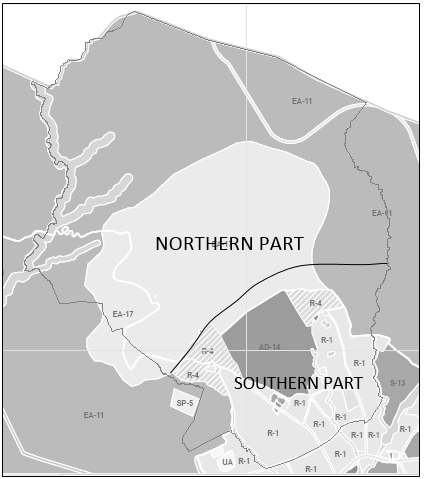 EA-11
EA-11
NORTHERN PART
EA-17
R-4
R-1
R-4
AD-14
R-1
R-4
R-1
SOUTHERN PART
S-13
SP-5
R-1
R-1
R-1
EA-11
R-1
R-1
R-1
R-1
R-1
UA
R-1
R-1
R-1
R-1